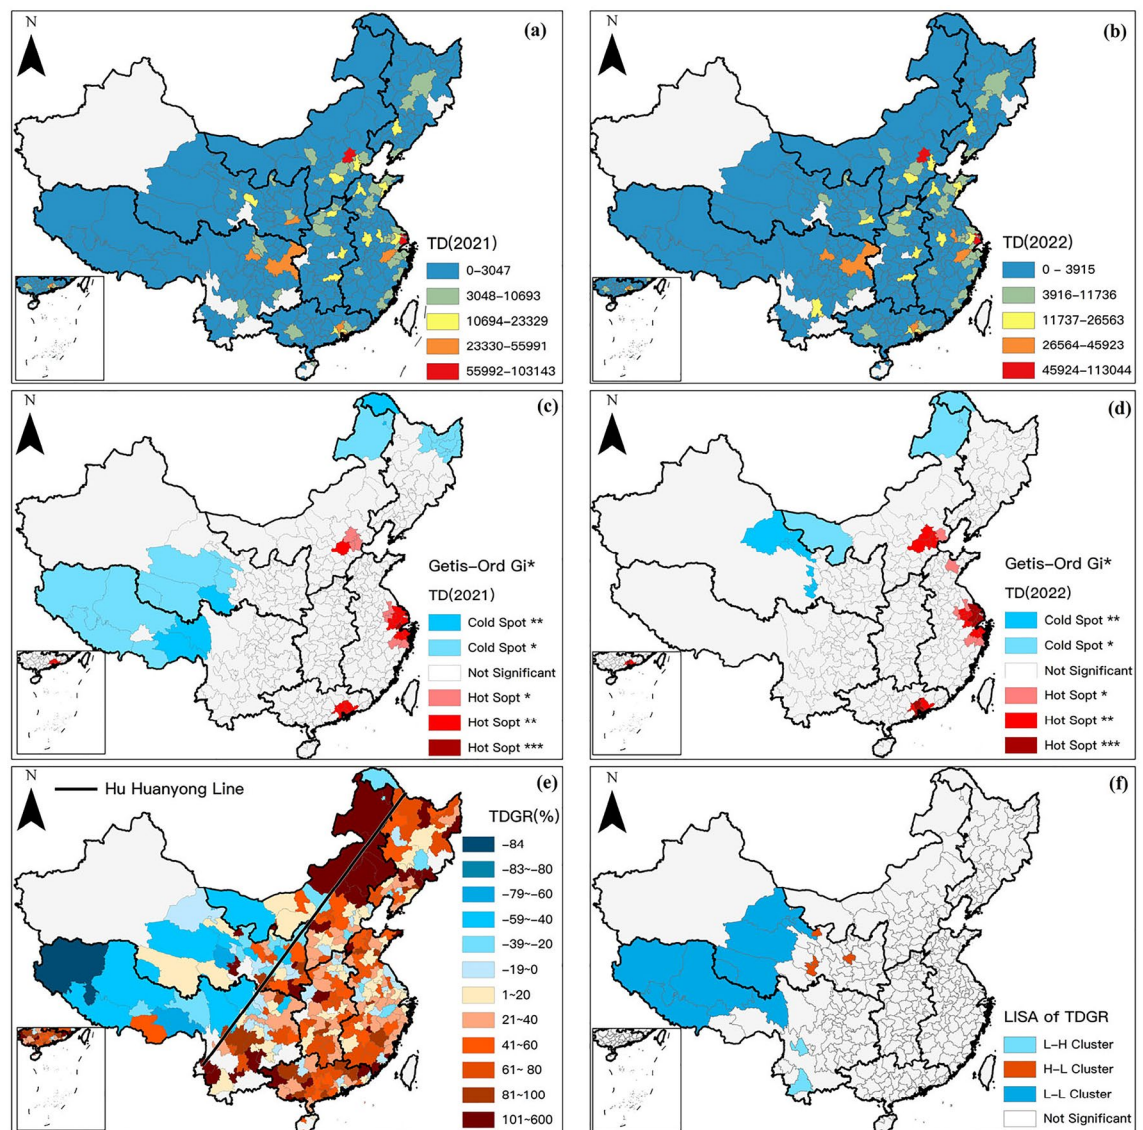 N
(a)
TD(2021)
0-3047
3048-10693
10694-23329
23330-55991
55992-103143
N
(b)
TD(2022)
0 - 3915
3916-11736
11737-26563
26564-45923
45924-113044
N
(c)
Getis-Ord Gi*
TD(2021)
Cold Spot **
Cold Spot *
Not Significant
Hot Sopt *
Hot Sopt **
Hot Sopt ***
N
(d)
Getis-Ord Gi*
TD(2022)
Cold Spot **
Cold Spot *
Not Significant
Hot Sopt *
Hot Sopt **
Hot Sopt ***
N
Hu Huanyong Line
(e)
TDGR(%)
-84
-83~-80
-79~-60
-59~-40
-39~-20
-19~0
1~20
21~40
41~60
61~ 80
81~100
101~600
N
(f)
LISA of TDGR
L-H Cluster
H-L Cluster
L-L Cluster
Not Significant